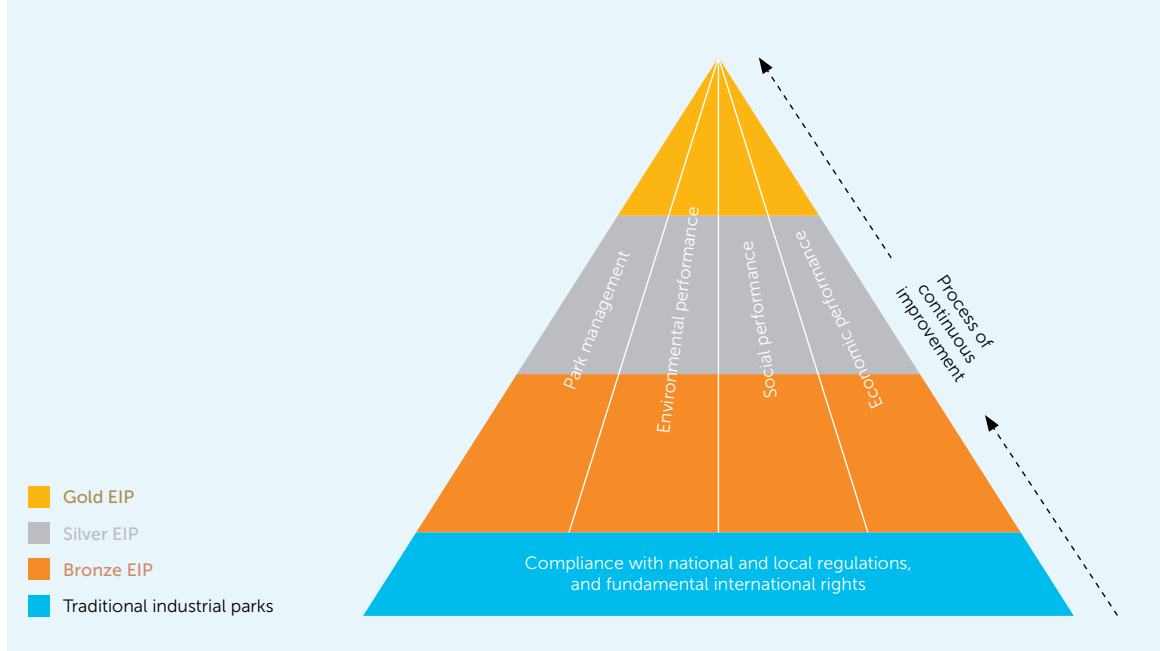 Park management
Environmental performance
Social performance
Economic performance
Process of
continuous
improvement
Gold EIP
Silver EIP
Bronze EIP
Traditional industrial parks
Compliance with national and local regulations,
and fundamental international rights